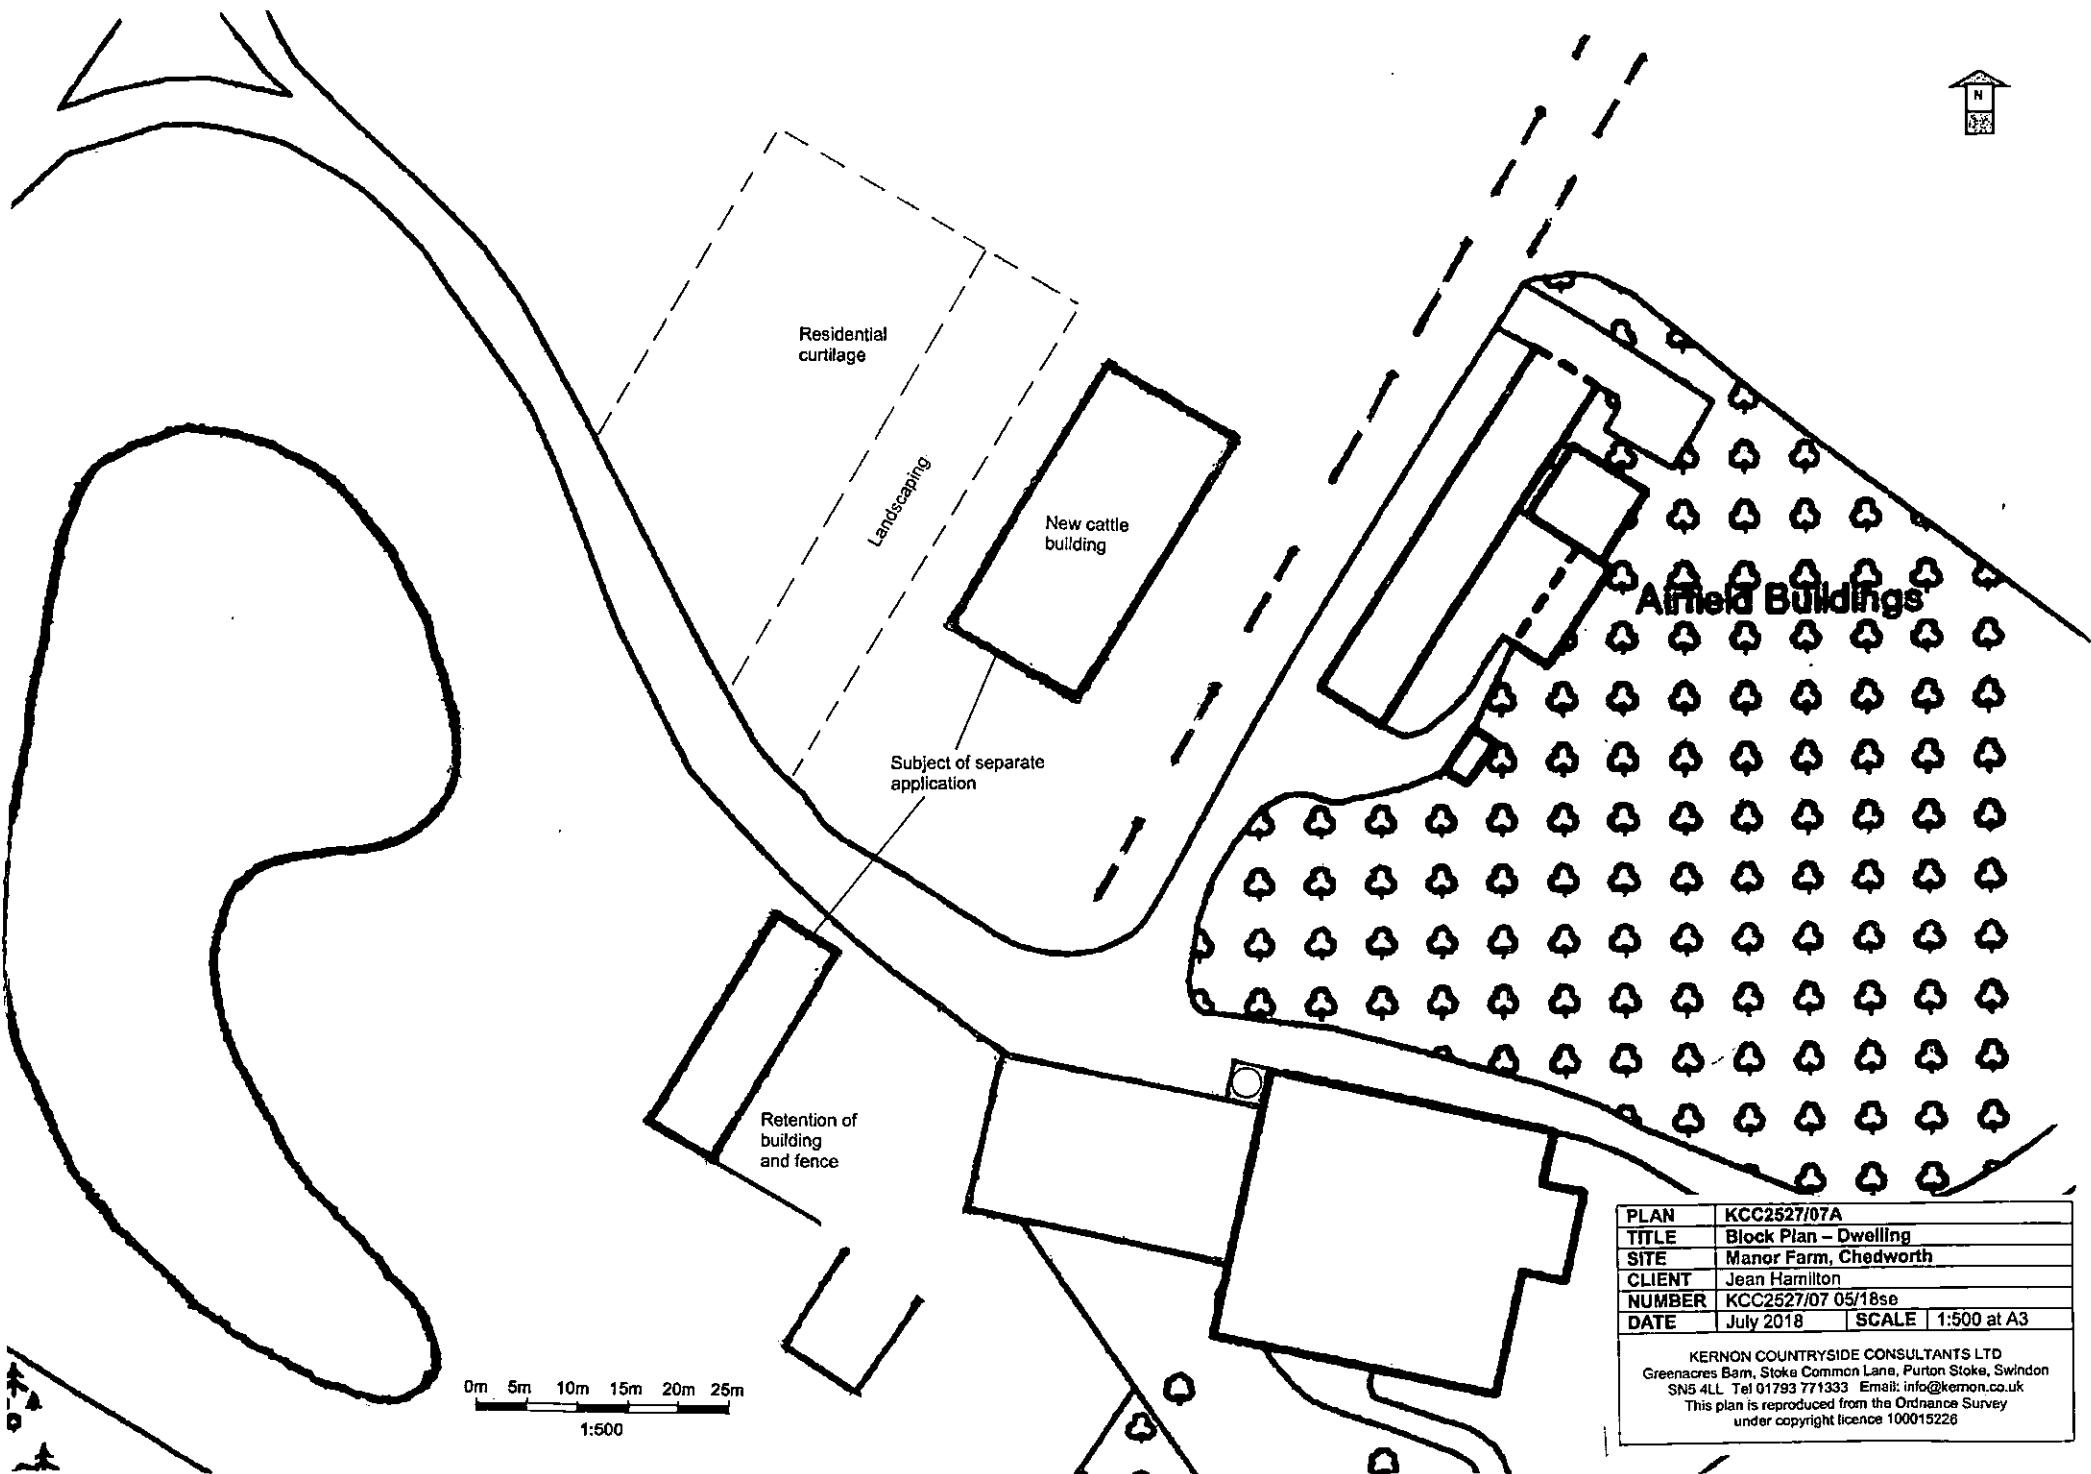 N
Residential
curtilage
Landscaping
New cattle
building
Airfield Buildings
Subject of separate
application
Retention of
building
and fence
0m 5m 10m 15m 20m 25m
1:500
PLAN KCC2527/07A
TITLE Block Plan – Dwelling
SITE Manor Farm, Chedworth
CLIENT Jean Hamilton
NUMBER KCC2527/07 05/18se
DATE July 2018 SCALE 1:500 at A3
KERNON COUNTRYSIDE CONSULTANTS LTD
Greenacres Barn, Stoke Common Lane, Purton Stoke, Swindon
SN5 4LL Tel 01793 771333 Email: info@kernon.co.uk
This plan is reproduced from the Ordnance Survey
under copyright licence 100015226